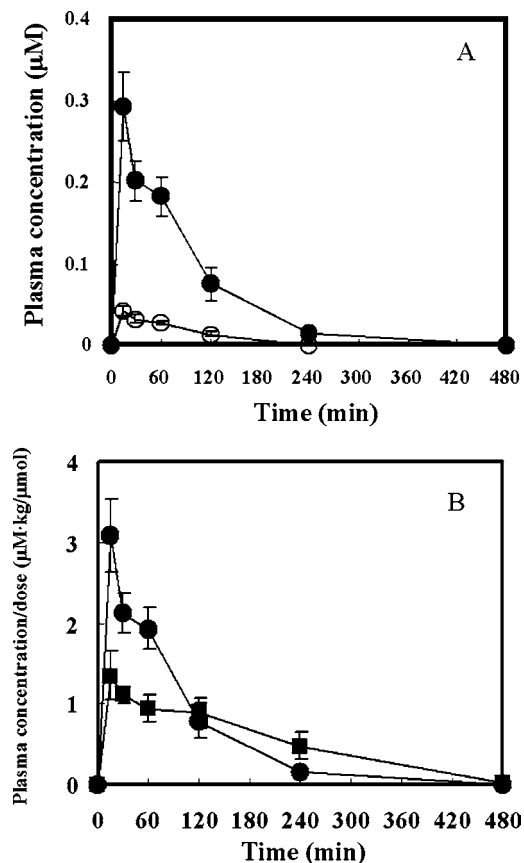 0.4
A
0.3
0.2
0.1
0
Plasma concentration (μM)
0 60 120 180 240 300 360 420 480
Time (min)
4
B
3
2
1
0
Plasma concentration/dose (μM·kg/μmol)
0 60 120 180 240 300 360 420 480
Time (min)